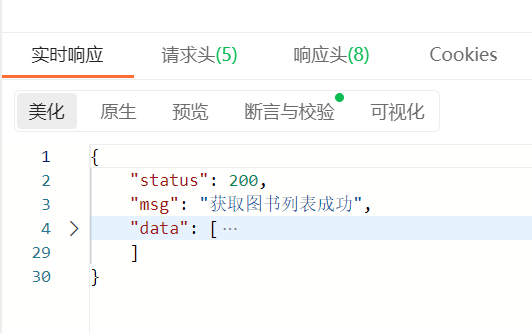 实时响应 请求头(5) 响应头(8) Cookies
美化 原生 预览 断言与校验 可视化
1 {
2 "status": 200,
3 "msg": "获取图书列表成功",
4 > "data": [ ···
29 ]
30 }